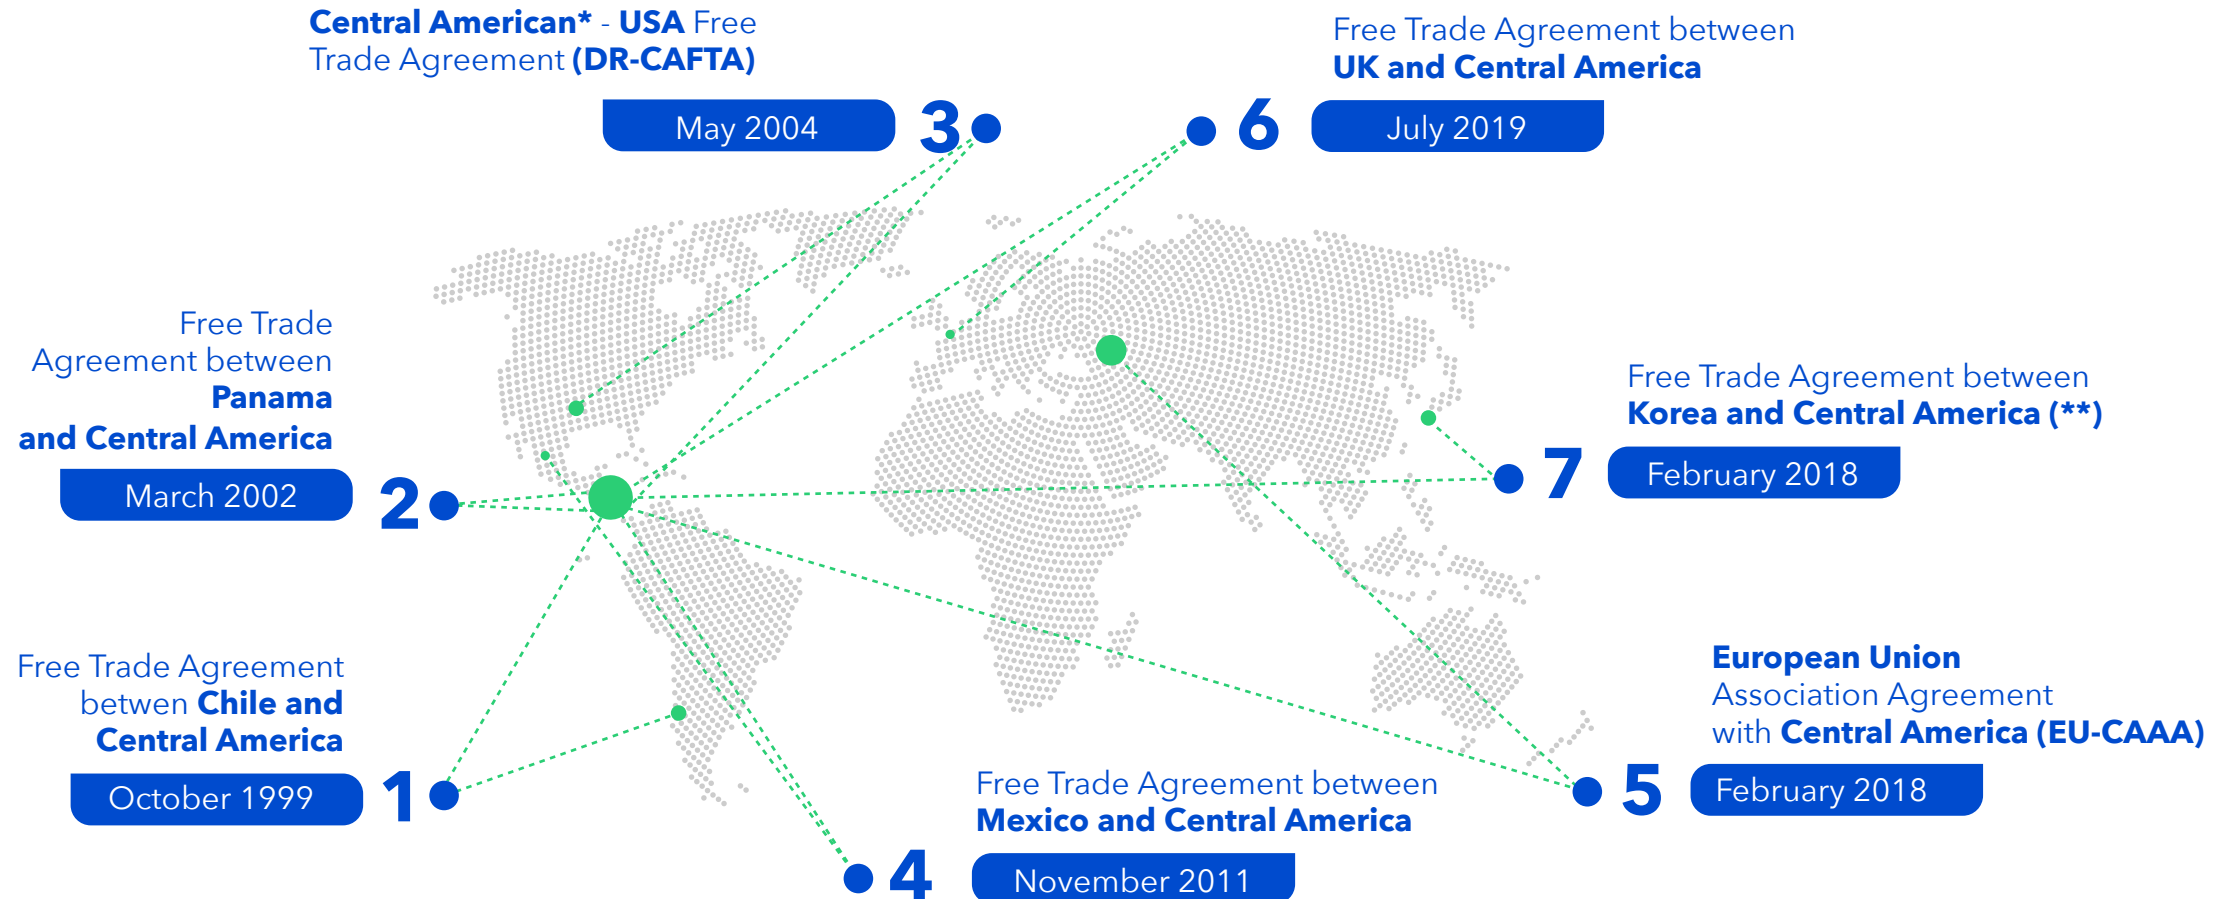 Central American* - USA Free
Trade Agreement (DR-CAFTA)
May 2004
3
Free Trade Agreement between
UK and Central America
6
July 2019
Free Trade
Agreement between
Panama
and Central America
March 2002
2
Free Trade Agreement between
Korea and Central America (**)
7
February 2018
Free Trade Agreement
betwen Chile and
Central America
October 1999
1
European Union
Association Agreement
with Central America (EU-CAAA)
5
February 2018
Free Trade Agreement between
Mexico and Central America
4
November 2011